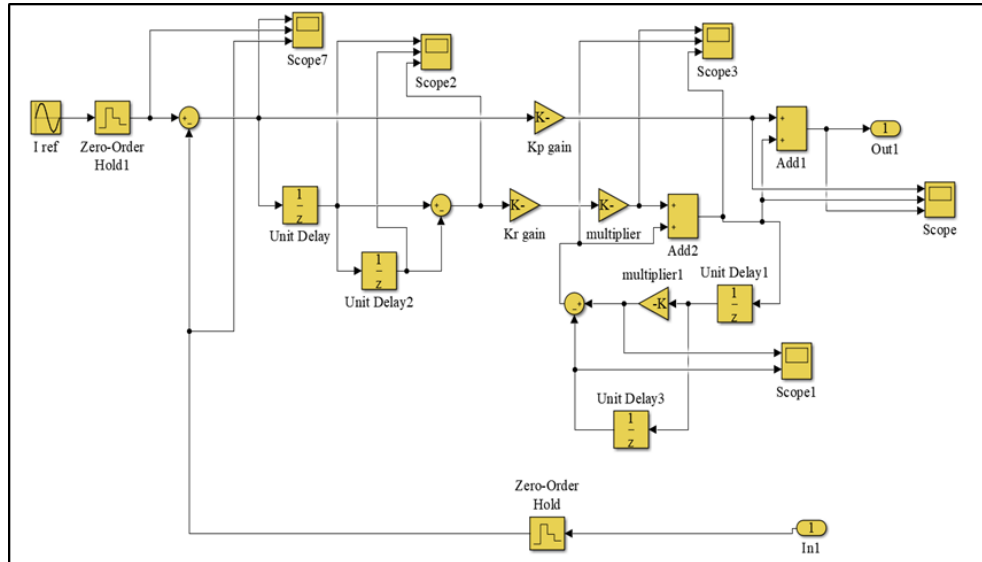 Scope7
Scope2
Scope3
I ref
Zero-Order
Hold1
+
-
K-
Kp gain
+
+
Add1
1
Out1
Scope
1
z
Unit Delay
+
-
K-
Kr gain
K-
multiplier
+
+
Add2
1
z
Unit Delay2
multiplier1
-K
Unit Delay1
1
z
+
-
Scope1
Unit Delay3
1
z
Zero-Order
Hold
1
In1